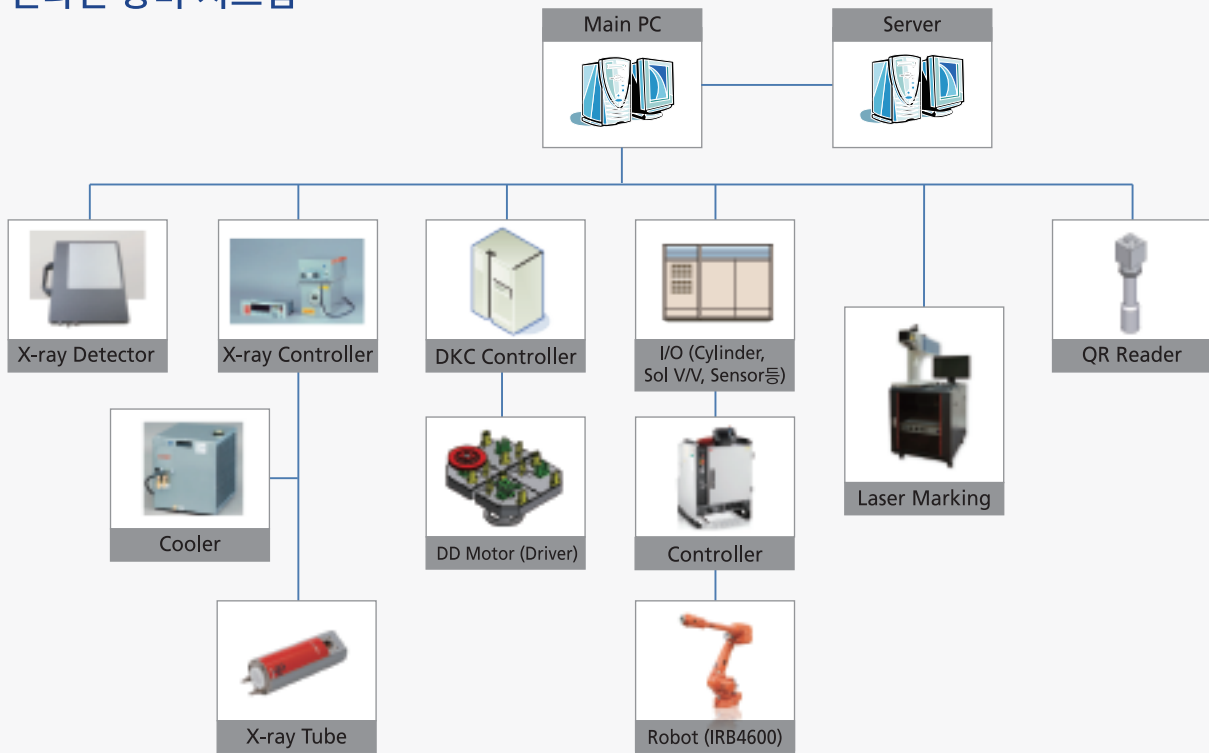 Main PC
Server
X-ray Detector
X-ray Controller
DKC Controller
I/O (Cylinder,
Sol V/V, Sensor등)
QR Reader
Laser Marking
Cooler
DD Motor (Driver)
Controller
X-ray Tube
Robot (IRB4600)